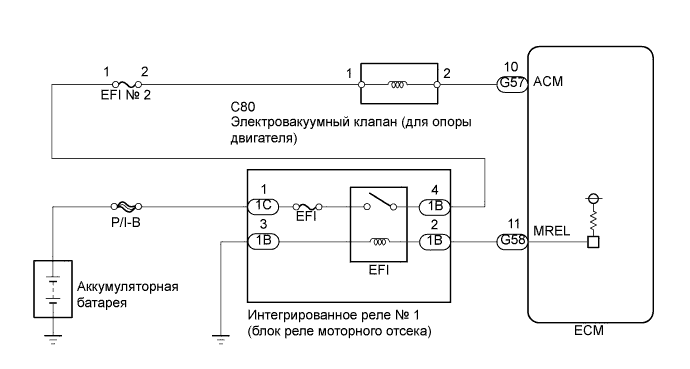 1 2
EFI № 2
1 2
10
G57 ACM
C80
Электровакуумный клапан (для опоры
двигателя)
P/I-B
1
1C
EFI
4
1B
3
1B
EFI
2
1B
11
G58 MREL
Аккумуляторная
батарея
Интегрированное реле № 1
(блок реле моторного отсека)
ECM